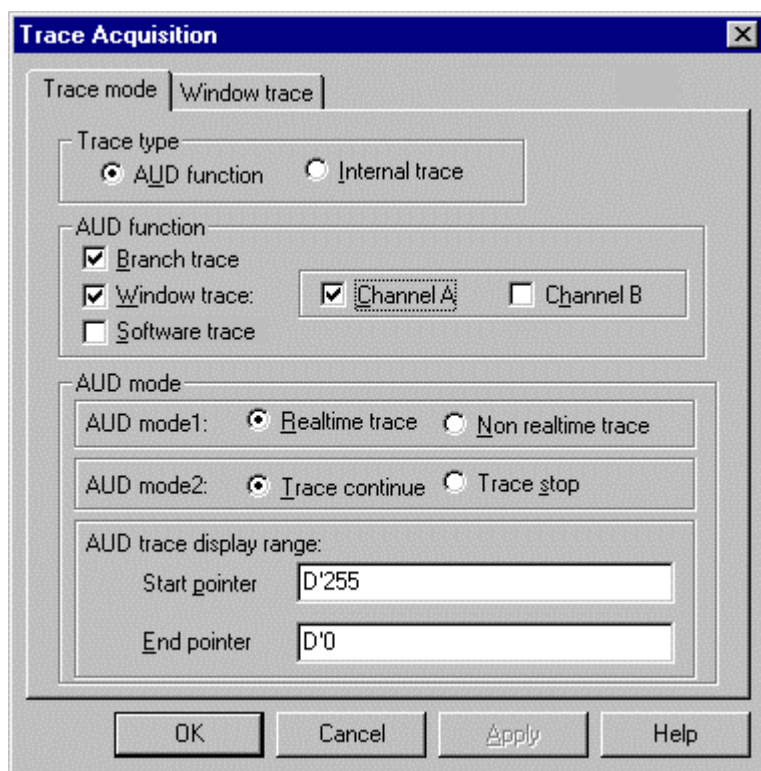 Trace Acquisition
Trace mode Window trace
Trace type
AUD function Internal trace
AUD function
Branch trace
Window trace: Channel A Channel B
Software trace
AUD mode
AUD mode1: Realtime trace Non realtime trace
AUD mode2: Trace continue Trace stop
AUD trace display range:
Start pointer D'255
End pointer D'0
OK Cancel Apply Help